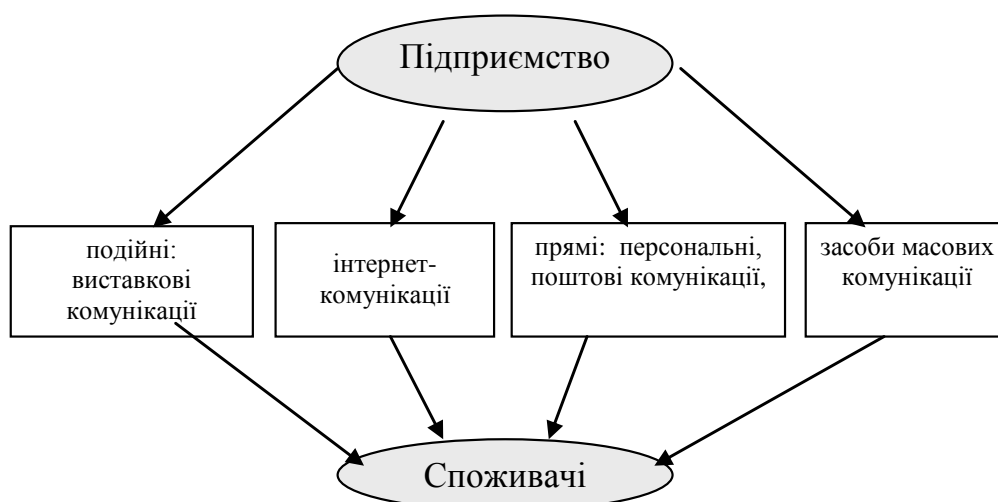 Підприємство
подійні:
виставкові
комунікації
інтернет-
комунікації
прямі: персональні,
поштові комунікації,
засоби масових
комунікації
Споживачі